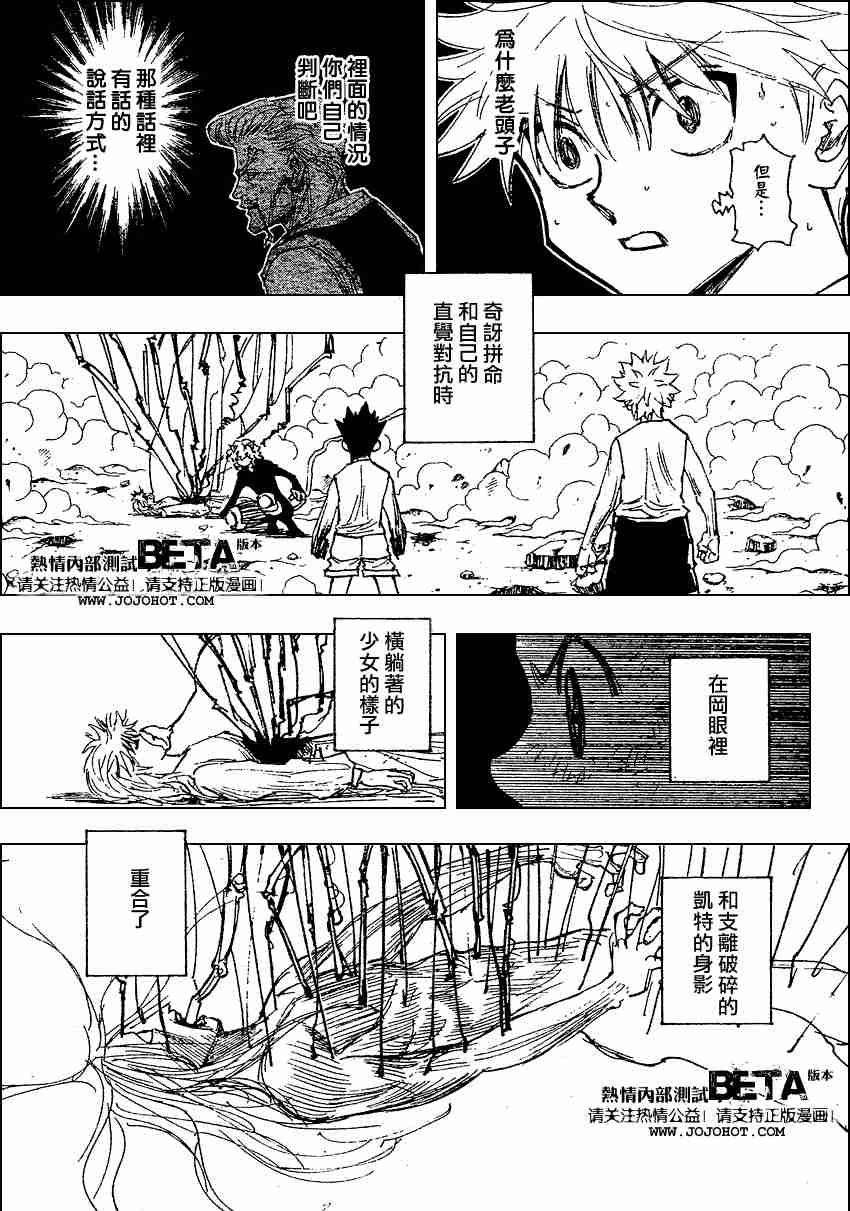 為什麼老頭子
但是…
裡面的情況
你們自己
判斷吧
那種話裡
有話的
說話方式…
奇訝拼命
和自己的
直覺對抗時
熱情內部測試BETA版本
请关注热情公益！请支持正版漫画！
WWW.JOJOHOT.COM
在岡眼裡
橫躺著的
少女的樣子
和支離破碎的
凱特的身影
重合了
熱情內部測試BETA版本
请关注热情公益！请支持正版漫画！
WWW.JOJOHOT.COM